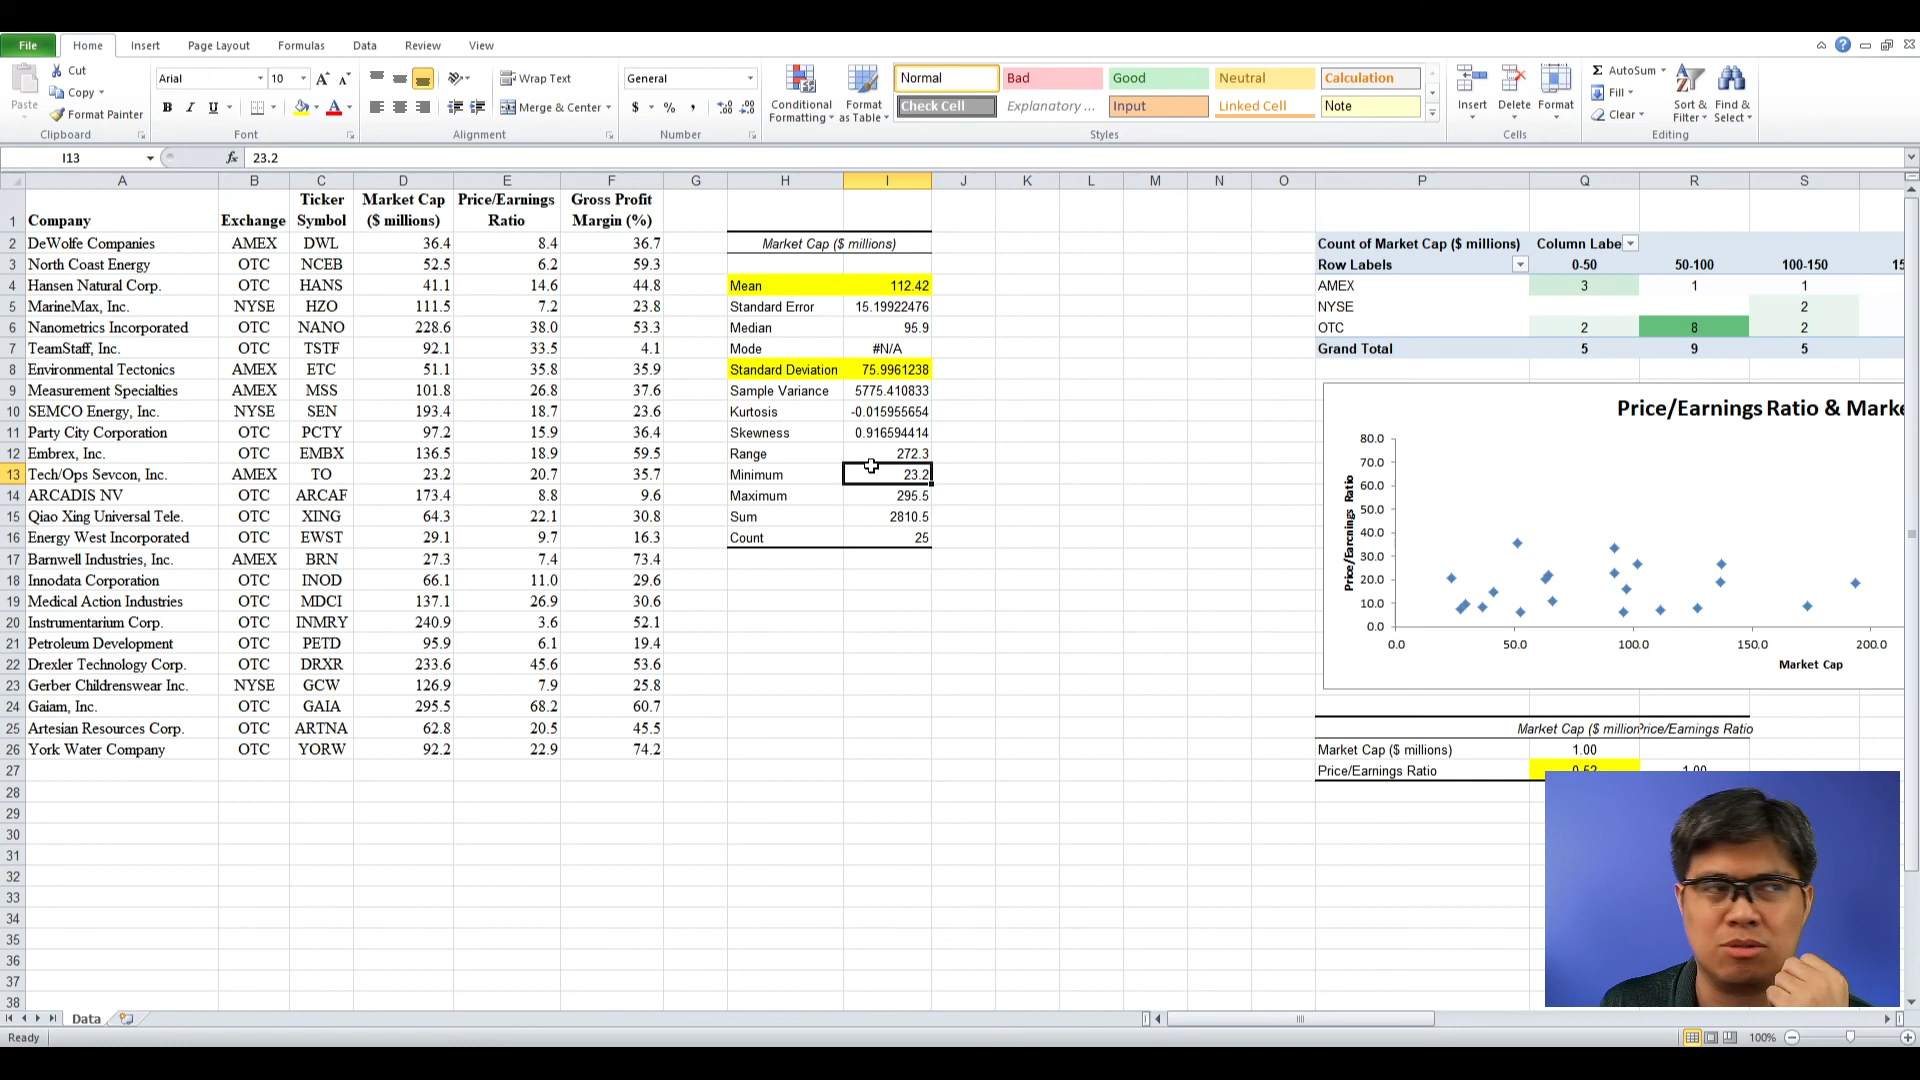 File Home Insert Page Layout Formulas Data Review View
Cut
Copy
Format Painter
Paste
Clipboard
Arial 10
B I U
Font
Wrap Text
Merge & Center
Alignment
General
$ % ,
Number
Conditional Formatting
Format as Table
Normal Bad Good Neutral Calculation
Check Cell Explanatory ... Input Linked Cell Note
Styles
Insert Delete Format
Cells
Σ AutoSum
Fill
Clear
Sort & Filter
Find & Select
Editing
I13 fx 23.2
A B C D E F G H I J K L M N O P Q R S
1 Company Exchange Ticker Symbol Market Cap ($ millions) Price/Earnings Ratio Gross Profit Margin (%)
2 DeWolfe Companies AMEX DWL 36.4 8.4 36.7 Market Cap ($ millions) Count of Market Cap ($ millions) Column Labe
3 North Coast Energy OTC NCEB 52.5 6.2 59.3 Row Labels 0-50 50-100 100-150 15
4 Hansen Natural Corp. OTC HANS 41.1 14.6 44.8 Mean 112.42 AMEX 3 1 1
5 MarineMax, Inc. NYSE HZO 111.5 7.2 23.8 Standard Error 15.19922476 NYSE 2
6 Nanometrics Incorporated OTC NANO 228.6 38.0 53.3 Median 95.9 OTC 2 8 2
7 TeamStaff, Inc. OTC TSTF 92.1 33.5 4.1 Mode #N/A Grand Total 5 9 5
8 Environmental Tectonics AMEX ETC 51.1 35.8 35.9 Standard Deviation 75.9961238
9 Measurement Specialties AMEX MSS 101.8 26.8 37.6 Sample Variance 5775.410833
10 SEMCO Energy, Inc. NYSE SEN 193.4 18.7 23.6 Kurtosis -0.015955654
11 Party City Corporation OTC PCTY 97.2 15.9 36.4 Skewness 0.916594414
12 Embrex, Inc. OTC EMBX 136.5 18.9 59.5 Range 272.3
13 Tech/Ops Sevcon, Inc. AMEX TO 23.2 20.7 35.7 Minimum 23.2
14 ARCADIS NV OTC ARCAF 173.4 8.8 9.6 Maximum 295.5
15 Qiao Xing Universal Tele. OTC XING 64.3 22.1 30.8 Sum 2810.5
16 Energy West Incorporated OTC EWST 29.1 9.7 16.3 Count 25
17 Barnwell Industries, Inc. AMEX BRN 27.3 7.4 73.4
18 Innodata Corporation OTC INOD 66.1 11.0 29.6
19 Medical Action Industries OTC MDCI 137.1 26.9 30.6
20 Instrumentarium Corp. OTC INMRY 240.9 3.6 52.1
21 Petroleum Development OTC PETD 95.9 6.1 19.4
22 Drexler Technology Corp. OTC DRXR 233.6 45.6 53.6
23 Gerber Childrenswear Inc. NYSE GCW 126.9 7.9 25.8
24 Gaiam, Inc. OTC GAIA 295.5 68.2 60.7
25 Artesian Resources Corp. OTC ARTNA 62.8 20.5 45.5 Market Cap ($ million Price/Earnings Ratio
26 York Water Company OTC YORW 92.2 22.9 74.2 Market Cap ($ millions) 1.00
27 Price/Earnings Ratio 0.52 1.00
28
29
30
31
32
33
34
35
36
37
38
Price/Earnings Ratio & Marke
Price/Earnings Ratio
80.0
70.0
60.0
50.0
40.0
30.0
20.0
10.0
0.0
0.0 50.0 100.0 150.0 200.0
Market Cap
Data
Ready 100%